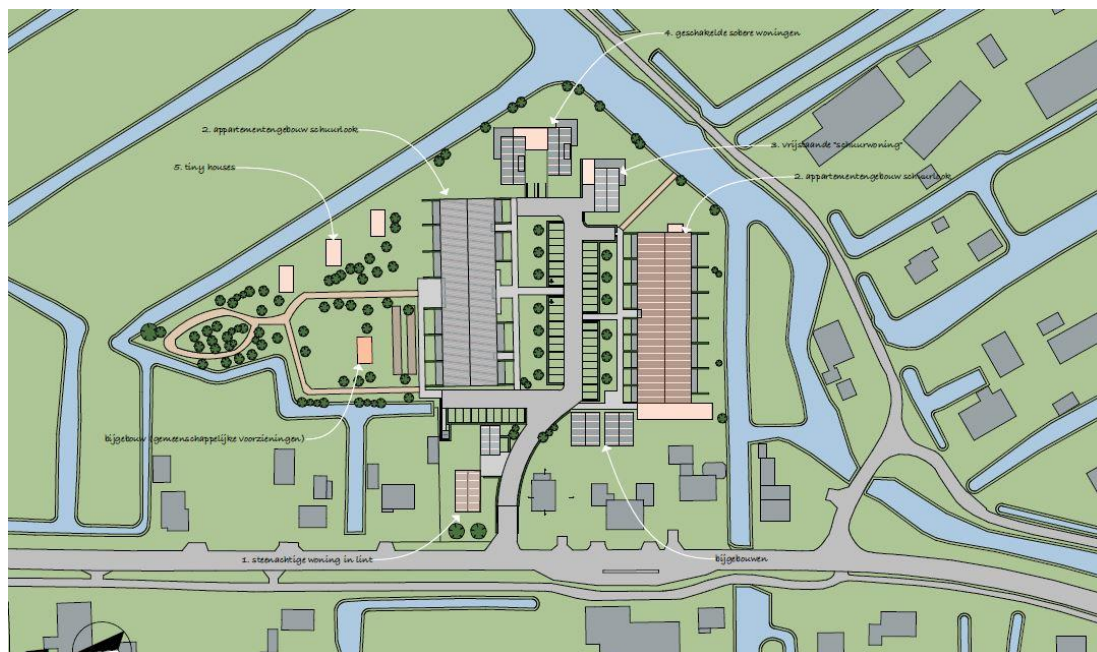 4. geschakelde sobere woningen
2. appartementengebouw schuurlook
3. vrijstaande "schuurwoning"
5. tiny houses
2. appartementengebouw schuurlook
bijgebouw (gemeenschappelijke voorzieningen)
1. steenachtige woning in lint
bijgebouwen